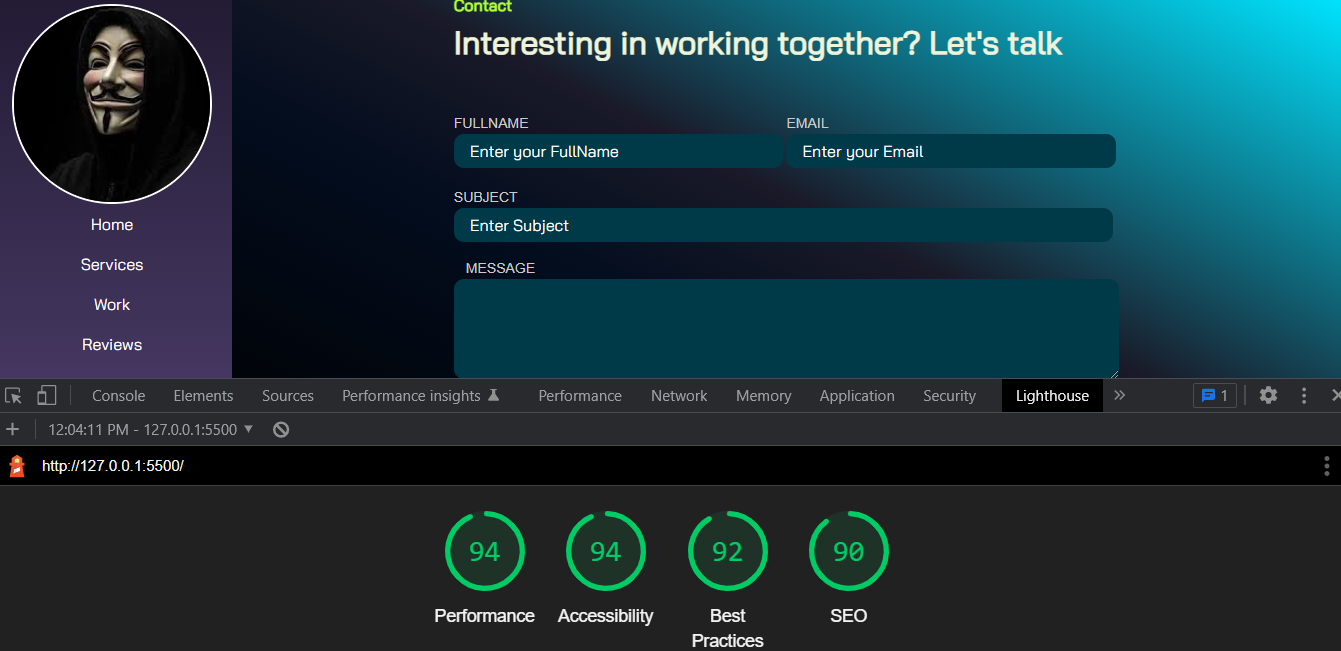 Contact
Interesting in working together? Let's talk
FULLNAME EMAIL
Enter your FullName Enter your Email
SUBJECT
Enter Subject
MESSAGE
Home
Services
Work
Reviews
Console Elements Sources Performance insights Performance Network Memory Application Security Lighthouse » 1
+ 12:04:11 PM - 127.0.0.1:5500
http://127.0.0.1:5500/
94 94 92 90
Performance Accessibility Best SEO
Practices